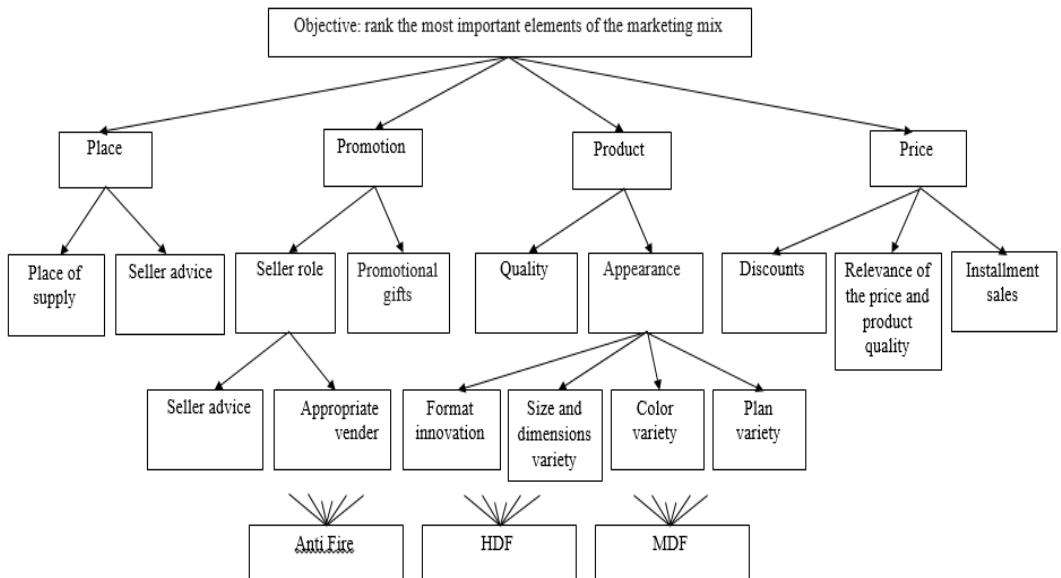 Objective: rank the most important elements of the marketing mix
Place
Promotion
Product
Price
Place of
supply
Seller advice
Seller role
Promotional
gifts
Quality
Appearance
Discounts
Relevance of
the price and
product
quality
Installment
sales
Seller advice
Appropriate
vender
Format
innovation
Size and
dimensions
variety
Color
variety
Plan
variety
Anti Fire
HDF
MDF